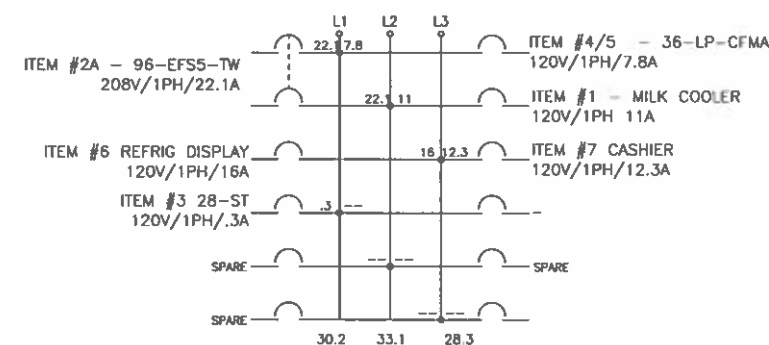 L1 L2 L3
22.1 7.8
ITEM #2A - 96-EFS5-TW
208V/1PH/22.1A
ITEM #4/5 - 36-LP-CFMA
120V/1PH/7.8A
22.1 11
ITEM #1 - MILK COOLER
120V/1PH 11A
ITEM #6 REFRIG DISPLAY
120V/1PH/16A
16 12.3
ITEM #7 CASHIER
120V/1PH/12.3A
ITEM #3 28-ST
120V/1PH/.3A
.3 --
-
SPARE -- -- SPARE
SPARE -- --
30.2 33.1 28.3